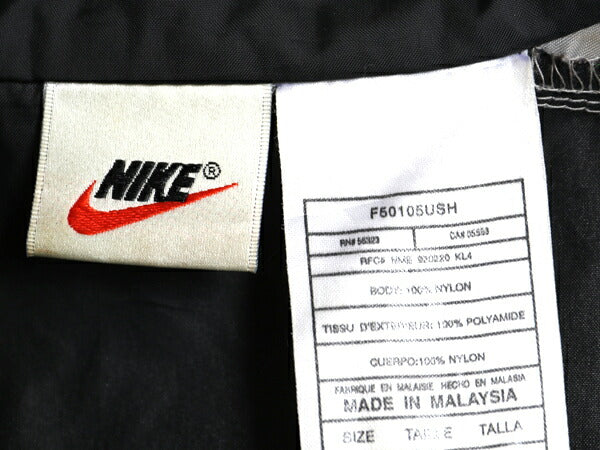 NIKE®
F50105USH
RN# 56323 CA# 05553
RFC# NME 920220 KL4
BODY: 100% NYLON
TISSU D'EXTERIEUR: 100% POLYAMIDE
CUERPO: 100% NYLON
FABRIQUE EN MALAISIE HECHO EN MALASIA
MADE IN MALAYSIA
SIZE TAILLE TALLA